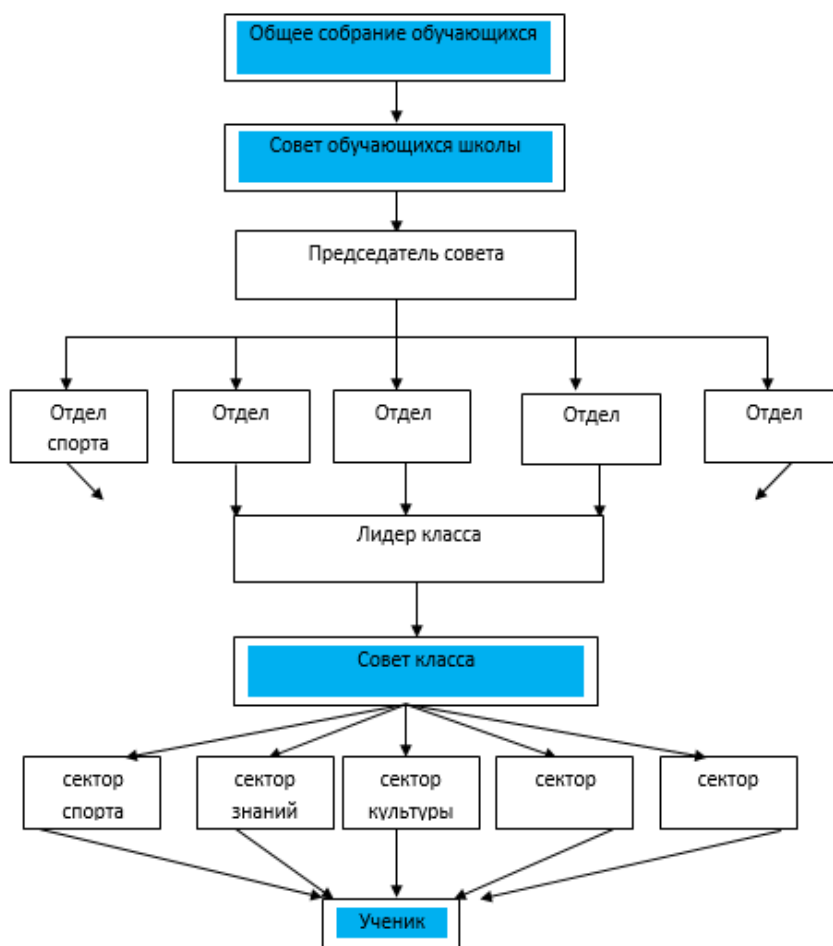 Общее собрание обучающихся
Совет обучающихся школы
Председатель совета
Отдел
спорта
Отдел
Отдел
Отдел
Отдел
Лидер класса
Совет класса
сектор
спорта
сектор
знаний
сектор
культуры
сектор
сектор
Ученик